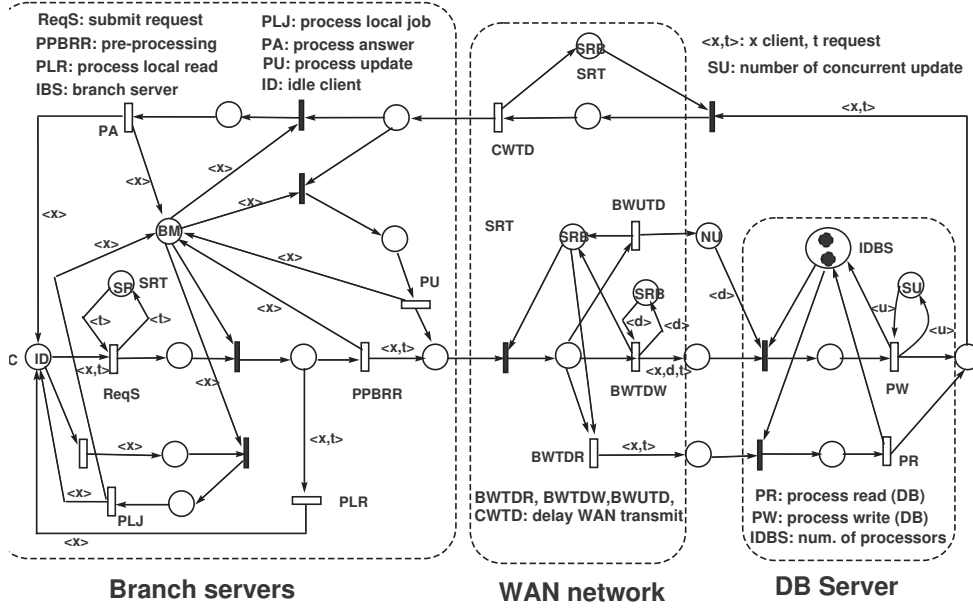 ReqS: submit request
PPBRR: pre-processing
PLR: process local read
IBS: branch server
PLJ: process local job
PA: process answer
PU: process update
ID: idle client
<x,t>: x client, t request
SU: number of concurrent update
SRB
SRT
<x,t>
PA
CWTD
<x>
<x>
<x>
<x>
<x>
BM
<x>
SRT
SRB
BWUTD
NU
IDBS
SR
SRT
<t>
<t>
PU
<x>
SRB
<d>
<d>
<d>
SU
<u>
<u>
C
ID
<x,t>
ReqS
<x>
<x,t>
PPBRR
BWTDW
<x,d,t>
PW
<x>
<x,t>
BWTDR
<x,t>
PR
<x>
PLJ
PLR
<x>
BWTDR, BWTDW,BWUTD,
CWTD: delay WAN transmit
PR: process read (DB)
PW: process write (DB)
IDBS: num. of processors
Branch servers
WAN network
DB Server